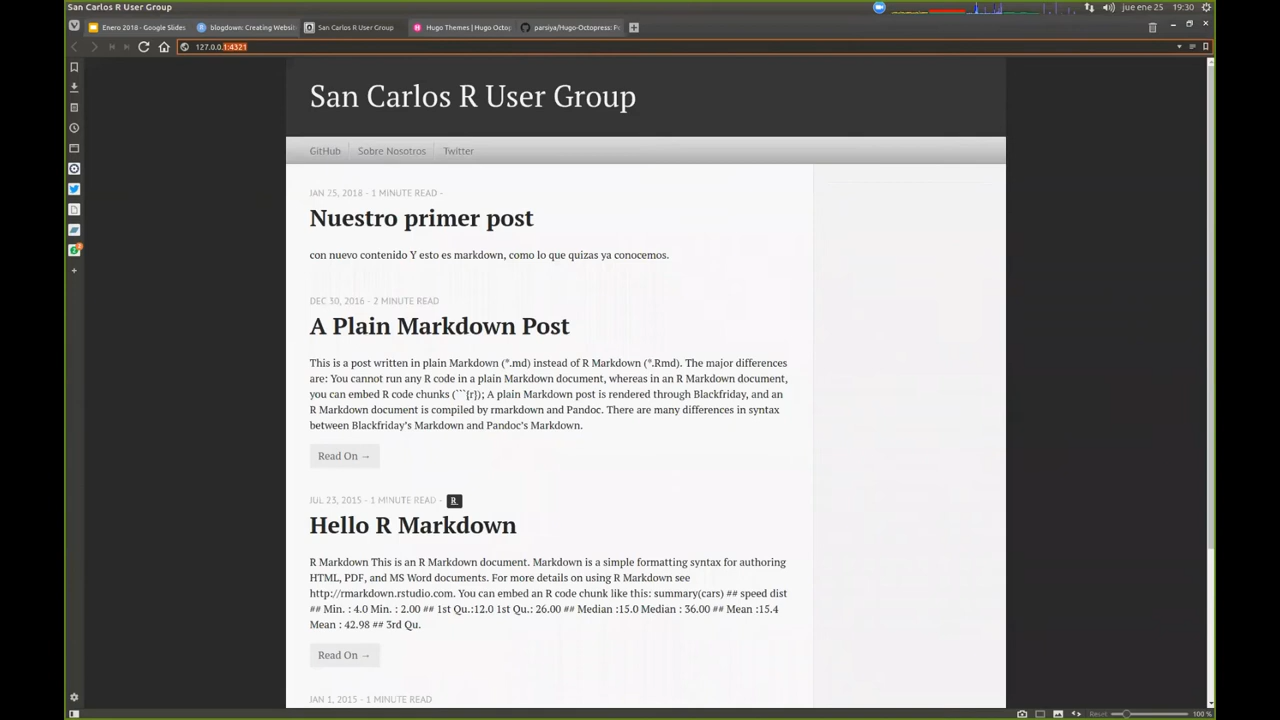 San Carlos R User Group
jue ene 25 19:30
Enero 2018 - Google Slides
blogdown: Creating Websi
San Carlos R User Group
Hugo Themes | Hugo Octo
parsiya/Hugo-Octopress: P
127.0.0.1:4321
San Carlos R User Group
GitHub
Sobre Nosotros
Twitter
JAN 25, 2018 - 1 MINUTE READ -
Nuestro primer post
con nuevo contenido Y esto es markdown, como lo que quizas ya conocemos.
DEC 30, 2016 - 2 MINUTE READ
A Plain Markdown Post
This is a post written in plain Markdown (*.md) instead of R Markdown (*.Rmd). The major differences
are: You cannot run any R code in a plain Markdown document, whereas in an R Markdown document,
you can embed R code chunks (```{r}); A plain Markdown post is rendered through Blackfriday, and an
R Markdown document is compiled by rmarkdown and Pandoc. There are many differences in syntax
between Blackfriday's Markdown and Pandoc's Markdown.
Read On →
JUL 23, 2015 - 1 MINUTE READ - R
Hello R Markdown
R Markdown This is an R Markdown document. Markdown is a simple formatting syntax for authoring
HTML, PDF, and MS Word documents. For more details on using R Markdown see
http://rmarkdown.rstudio.com. You can embed an R code chunk like this: summary(cars) ## speed dist
## Min. : 4.0 Min. : 2.00 ## 1st Qu.:12.0 1st Qu.: 26.00 ## Median :15.0 Median : 36.00 ## Mean :15.4
Mean : 42.98 ## 3rd Qu.
Read On →
JAN 1, 2015 - 1 MINUTE READ
Reset
100 %